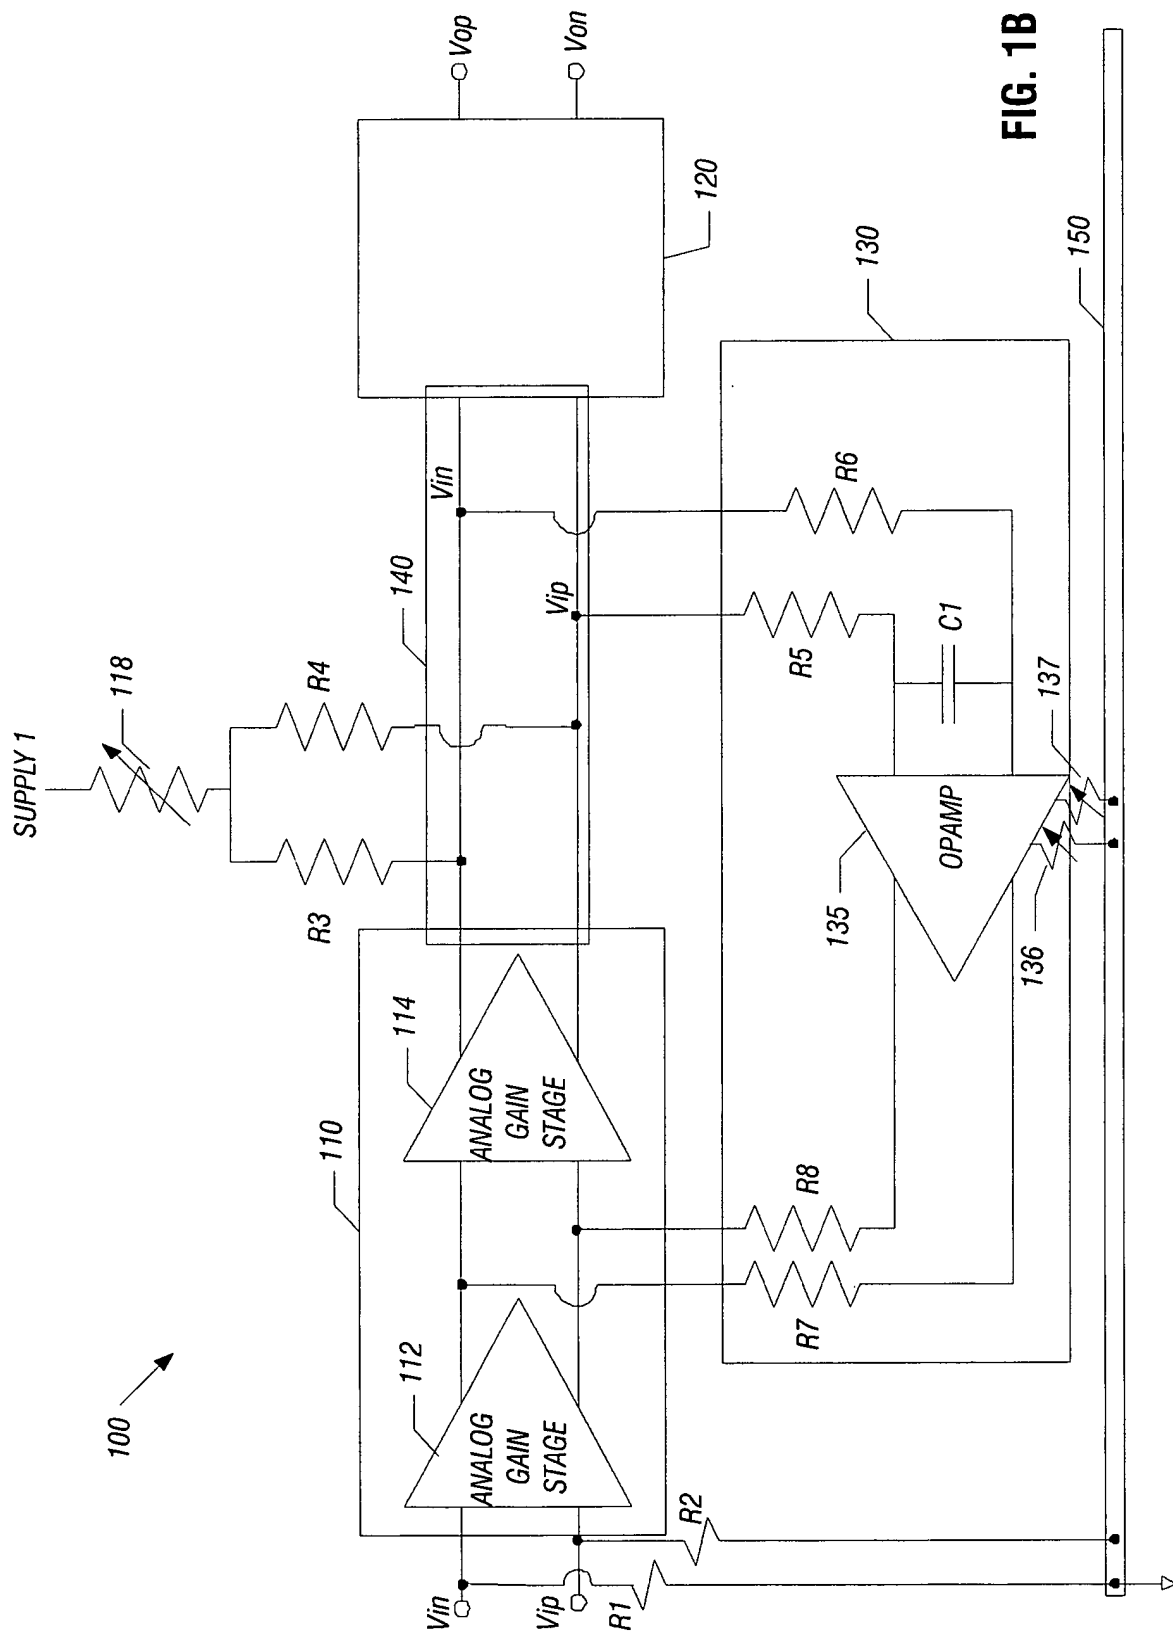 FIG. 1B
100
SUPPLY 1
118
R3
R4
110
112
ANALOG
GAIN
STAGE
114
ANALOG
GAIN
STAGE
140
Vin
Vip
120
Vop
Von
Vin
Vip
R1
R2
R7
R8
R5
R6
C1
130
135
OPAMP
136
137
150